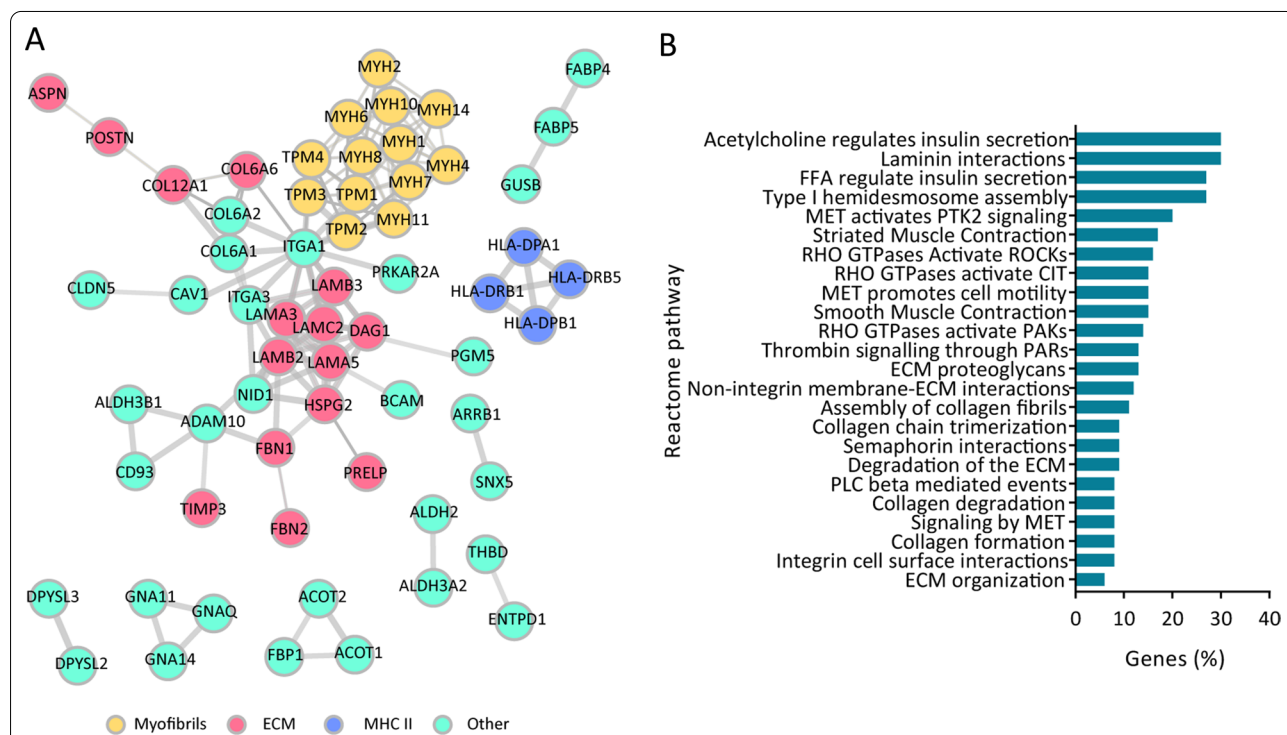 A
B
MYH2
FABP4
ASPN
MYH10
MYH14
MYH6
FABP5
POSTN
MYH1
TPM4
MYH8
MYH4
COL6A6
COL12A1
MYH7
GUSB
TPM3
TPM1
COL6A2
MYH11
TPM2
ITGA1
HLA-DPA1
COL6A1
PRKAR2A
HLA-DRB5
CLDN5
CAV1
LAMB3
HLA-DRB1
ITGA3
LAMA3
LAMC2
DAG1
HLA-DPB1
LAMB2
LAMA5
PGM5
NID1
HSPG2
BCAM
ALDH3B1
ADAM10
ARRB1
FBN1
CD93
PRELP
SNX5
TIMP3
FBN2
ALDH2
THBD
ALDH3A2
ENTPD1
DPYSL3
GNA11
GNAQ
ACOT2
DPYSL2
GNA14
FBP1
ACOT1
Myofibrils
ECM
MHC II
Other
Reactome pathway
Acetylcholine regulates insulin secretion
Laminin interactions
FFA regulate insulin secretion
Type I hemidesmosome assembly
MET activates PTK2 signaling
Striated Muscle Contraction
RHO GTPases Activate ROCKs
RHO GTPases activate CIT
MET promotes cell motility
Smooth Muscle Contraction
RHO GTPases activate PAKs
Thrombin signalling through PARs
ECM proteoglycans
Non-integrin membrane-ECM interactions
Assembly of collagen fibrils
Collagen chain trimerization
Semaphorin interactions
Degradation of the ECM
PLC beta mediated events
Collagen degradation
Signaling by MET
Collagen formation
Integrin cell surface interactions
ECM organization
0 10 20 30 40
Genes (%)